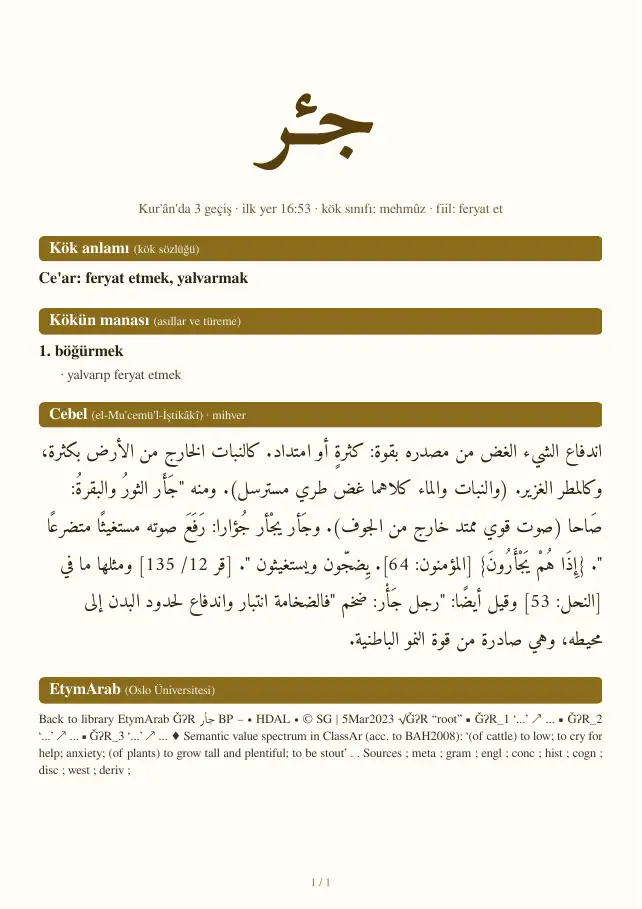 جئر
Kur'ân'da 3 geçiş · ilk yer 16:53 · kök sınıfı: mehmûz · fiil: feryat et
Kök anlamı (kök sözlüğü)
Ce'ar: feryat etmek, yalvarmak
Kökün manası (asıllar ve türeme)
1. böğürmek
· yalvarıp feryat etmek
Cebel (el-Mu'cemü'l-İştikâkî) · mihver
اندفاع الشيء الغض من مصدره بقوة: كثرةٍ أو امتداد. كالنبات الخارج من الأرض بكثرة،
وكالمطر الغزير. (والنبات والماء كلاهما غض طري مسترسل). ومنه "جَأَر الثورُ والبقرةُ:
صَاحا (صوت قوي ممتد خارج من الجوف). وجَأر يجْأر جُؤارا: رَفَعَ صوته مستغيثًا متضرعًا
". {إِذَا هُمْ يَجْأَرُونَ} [المؤمنون: 64]. يِضجّون ويستغيثون ". [قر 12/ 135] ومثلها ما في
[النحل: 53] وقيل أيضًا: "رجل جَأْر: ضخم "فالضخامة انتبار واندفاع لحدود البدن إلى
محيطه، وهي صادرة من قوة النمو الباطنية.
EtymArab (Oslo Üniversitesi)
Back to library EtymArab ǦʔR جأر BP – • HDAL • © SG | 5Mar2023 √ǦʔR “root” ▪ ǦʔR_1 ‘...’ ↗ ... ▪ ǦʔR_2
‘...’ ↗ ... ▪ ǦʔR_3 ‘...’ ↗ ... ♦ Semantic value spectrum in ClassAr (acc. to BAH2008): ‘(of cattle) to low; to cry for
help; anxiety; (of plants) to grow tall and plentiful; to be stout’ . . Sources ; meta ; gram ; engl ; conc ; hist ; cogn ;
disc ; west ; deriv ;
1 / 1